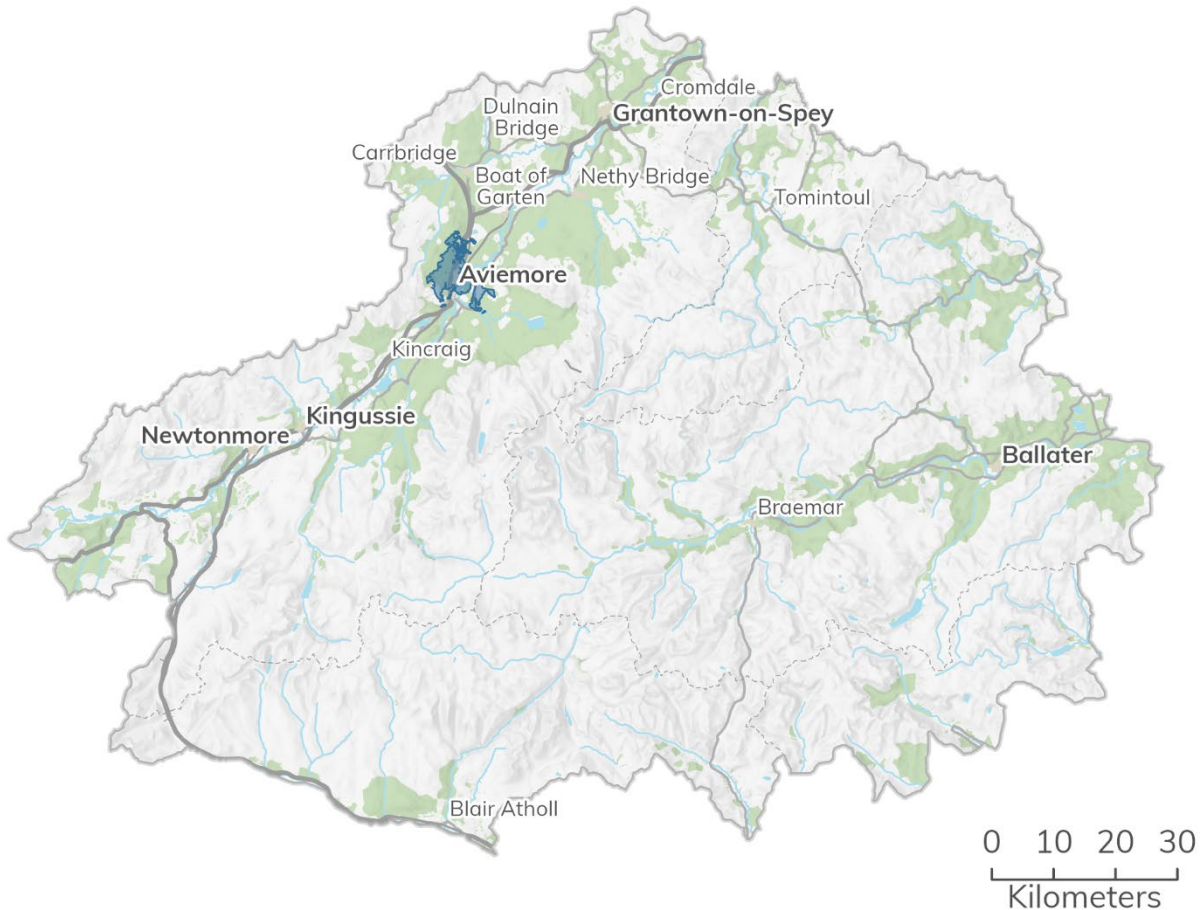 Cromdale
Grantown-on-Spey
Dulnain
Bridge
Carrbridge
Boat of
Garten
Nethy Bridge
Tomintoul
Aviemore
Kincraig
Kingussie
Newtonmore
Ballater
Braemar
Blair Atholl
0 10 20 30
Kilometers